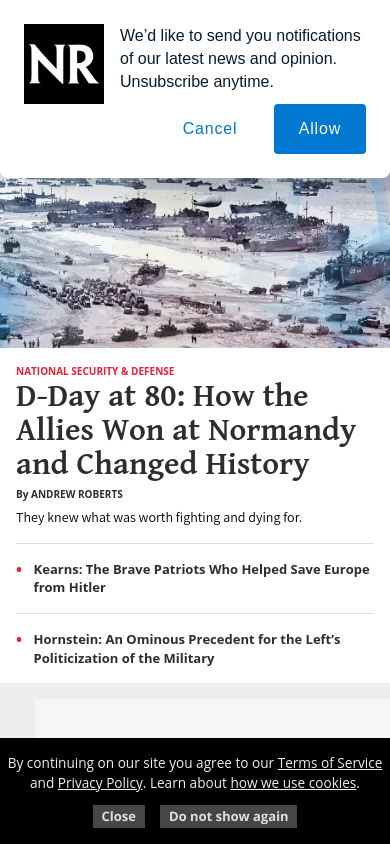 NR
We’d like to send you notifications
of our latest news and opinion.
Unsubscribe anytime.
Cancel
Allow
NATIONAL SECURITY & DEFENSE
D-Day at 80: How the
Allies Won at Normandy
and Changed History
By ANDREW ROBERTS
They knew what was worth fighting and dying for.
• Kearns: The Brave Patriots Who Helped Save Europe
from Hitler
• Hornstein: An Ominous Precedent for the Left’s
Politicization of the Military
By continuing on our site you agree to our Terms of Service
and Privacy Policy. Learn about how we use cookies.
Close
Do not show again